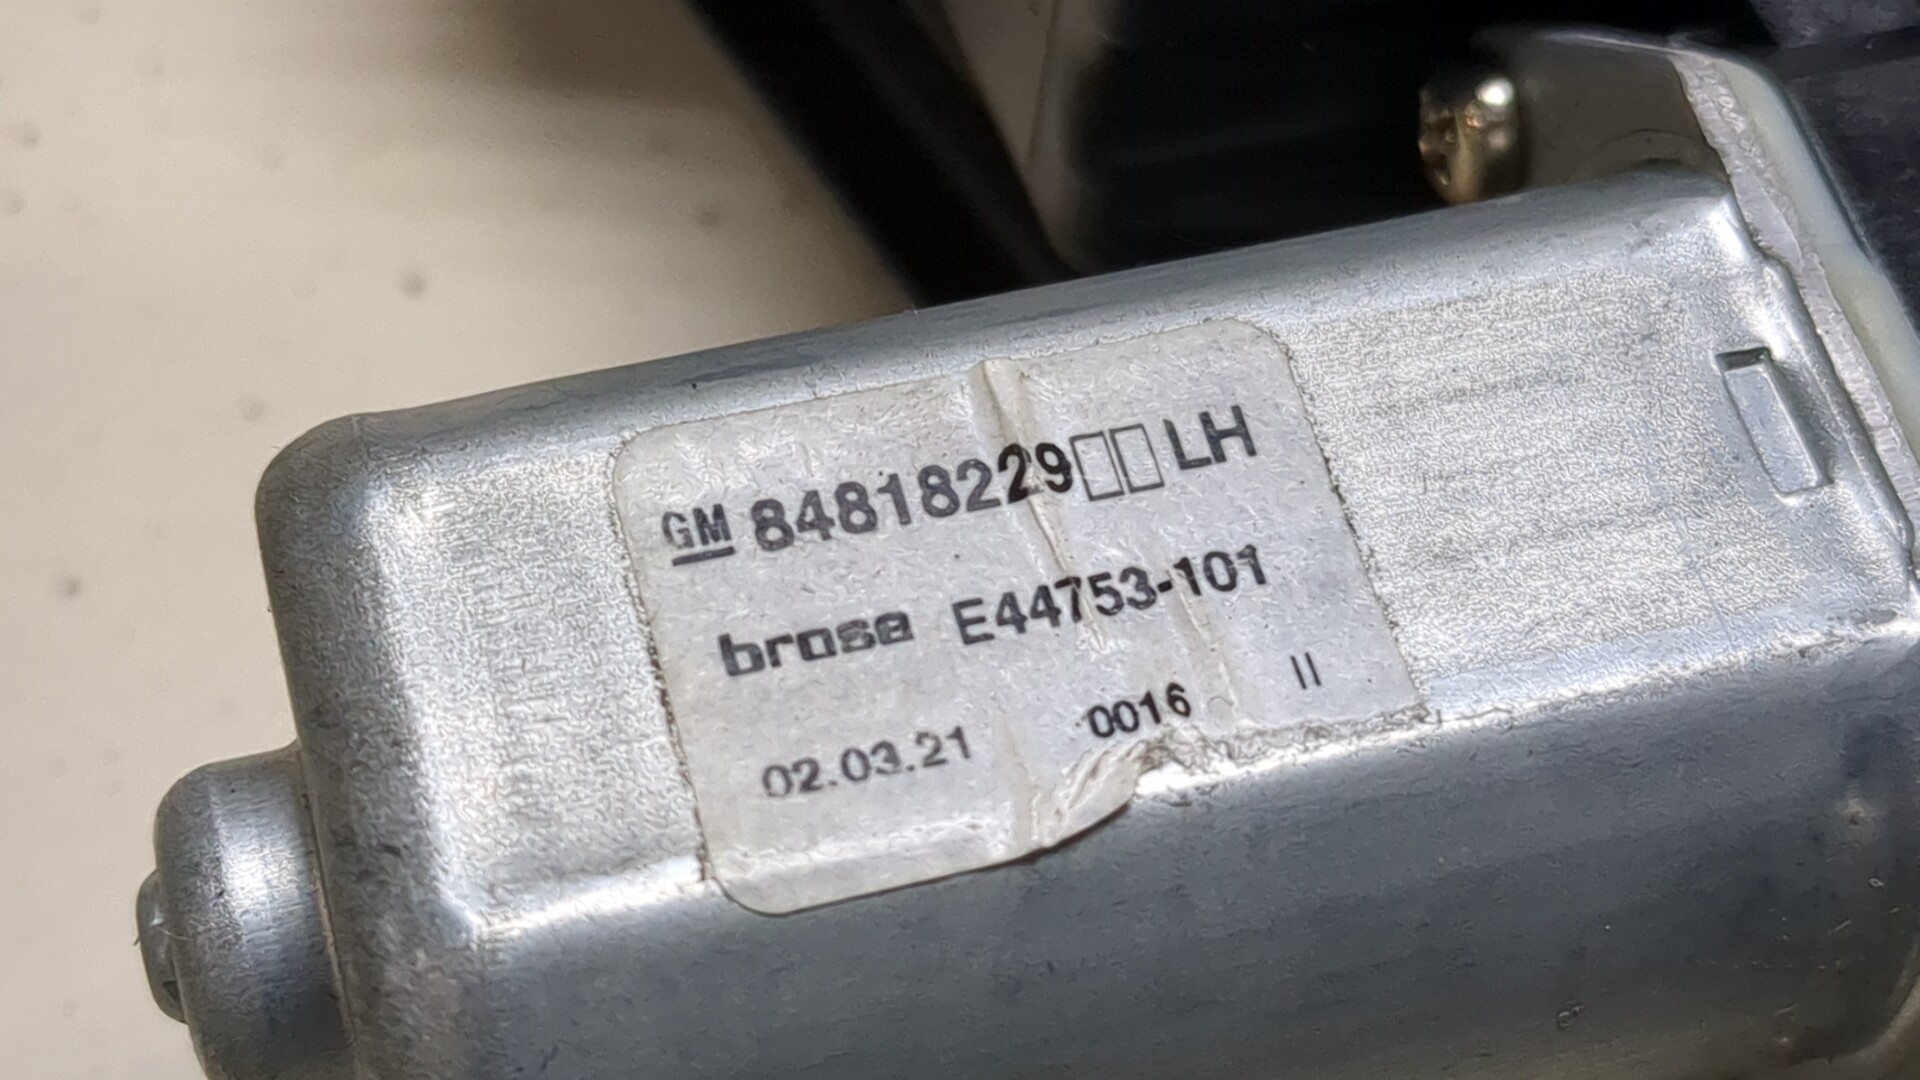 GM 84818229□□ LH
brose E44753-101
02.03.21 0016 II